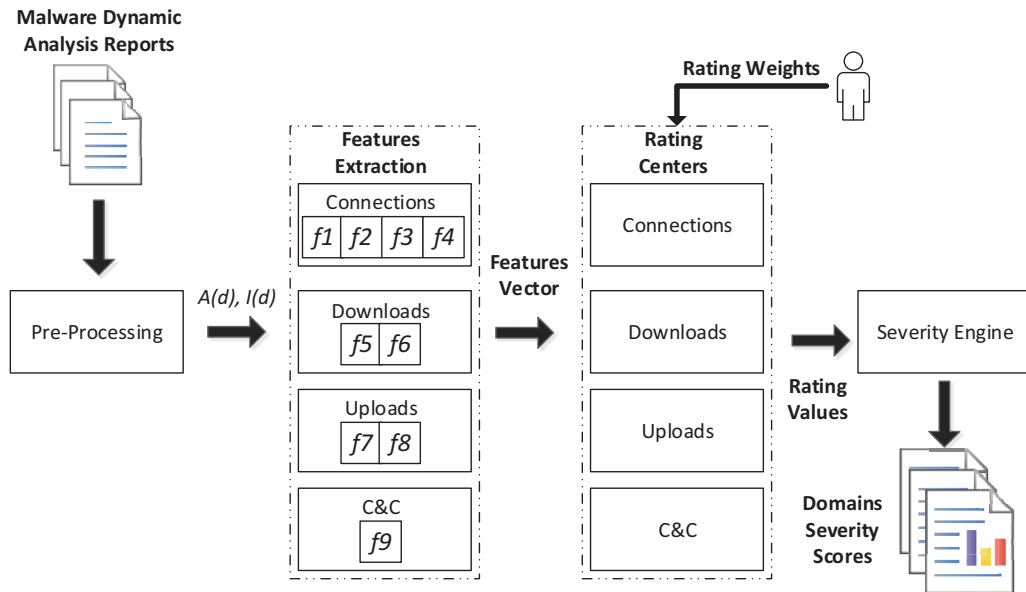 Malware Dynamic
Analysis Reports
Pre-Processing
A(d), I(d)
Features
Extraction
Connections
f1 f2 f3 f4
Downloads
f5 f6
Uploads
f7 f8
C&C
f9
Features
Vector
Rating Weights
Rating
Centers
Connections
Downloads
Uploads
C&C
Rating
Values
Severity Engine
Domains
Severity
Scores